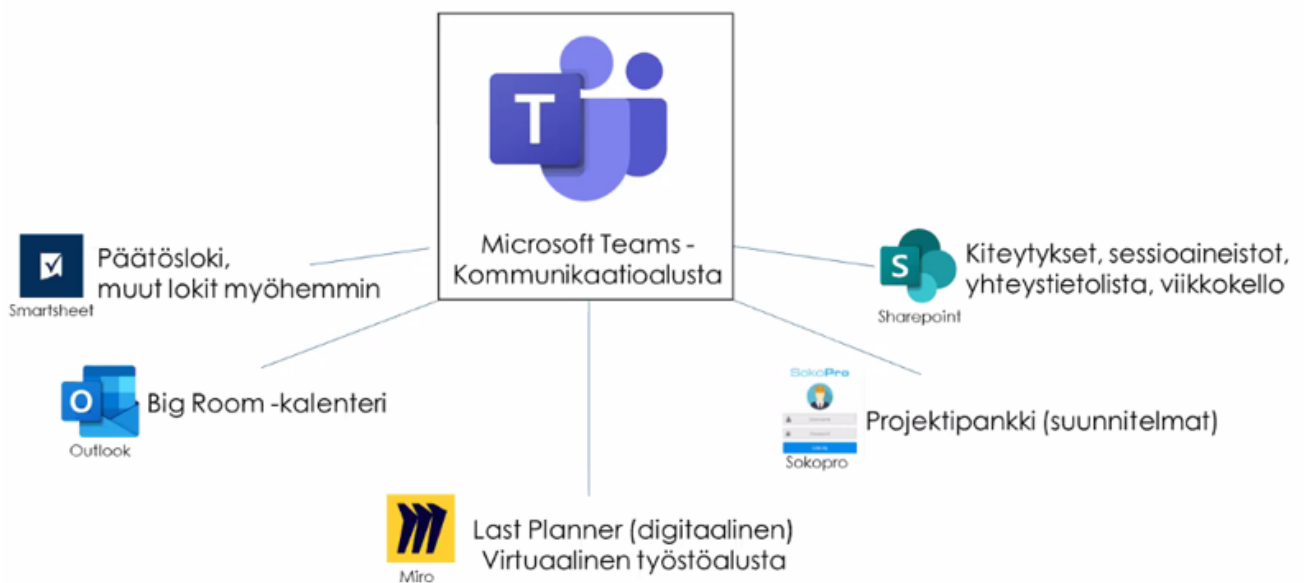 T
Microsoft Teams -
Kommunikaatioalusta
Päätösloki,
muut lokit myöhemmin
Smartsheet
S
Kiteytykset, sessioaineistot,
yhteystietolista, viikkokello
Sharepoint
O
Big Room -kalenteri
Outlook
SokoPro
Projektipankki (suunnitelmat)
Sokopro
Last Planner (digitaalinen)
Virtuaalinen työstöalusta
Miro